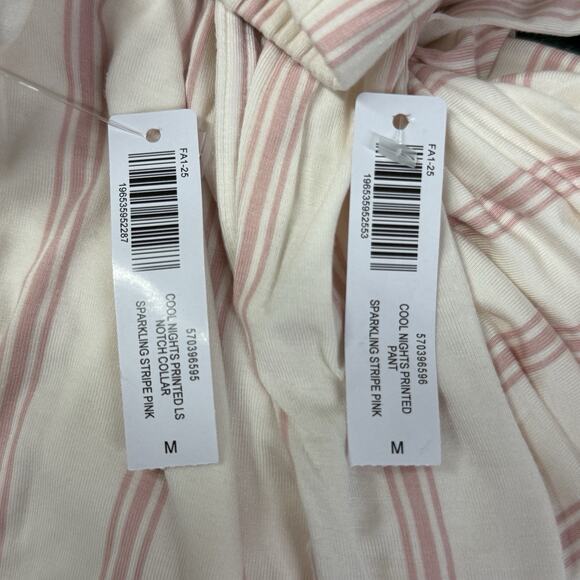 FA1-25
196535952287
570396595
COOL NIGHTS PRINTED LS
NOTCH COLLAR
SPARKLING STRIPE PINK
M
FA1-25
196535952553
570396596
COOL NIGHTS PRINTED
PANT
SPARKLING STRIPE PINK
M